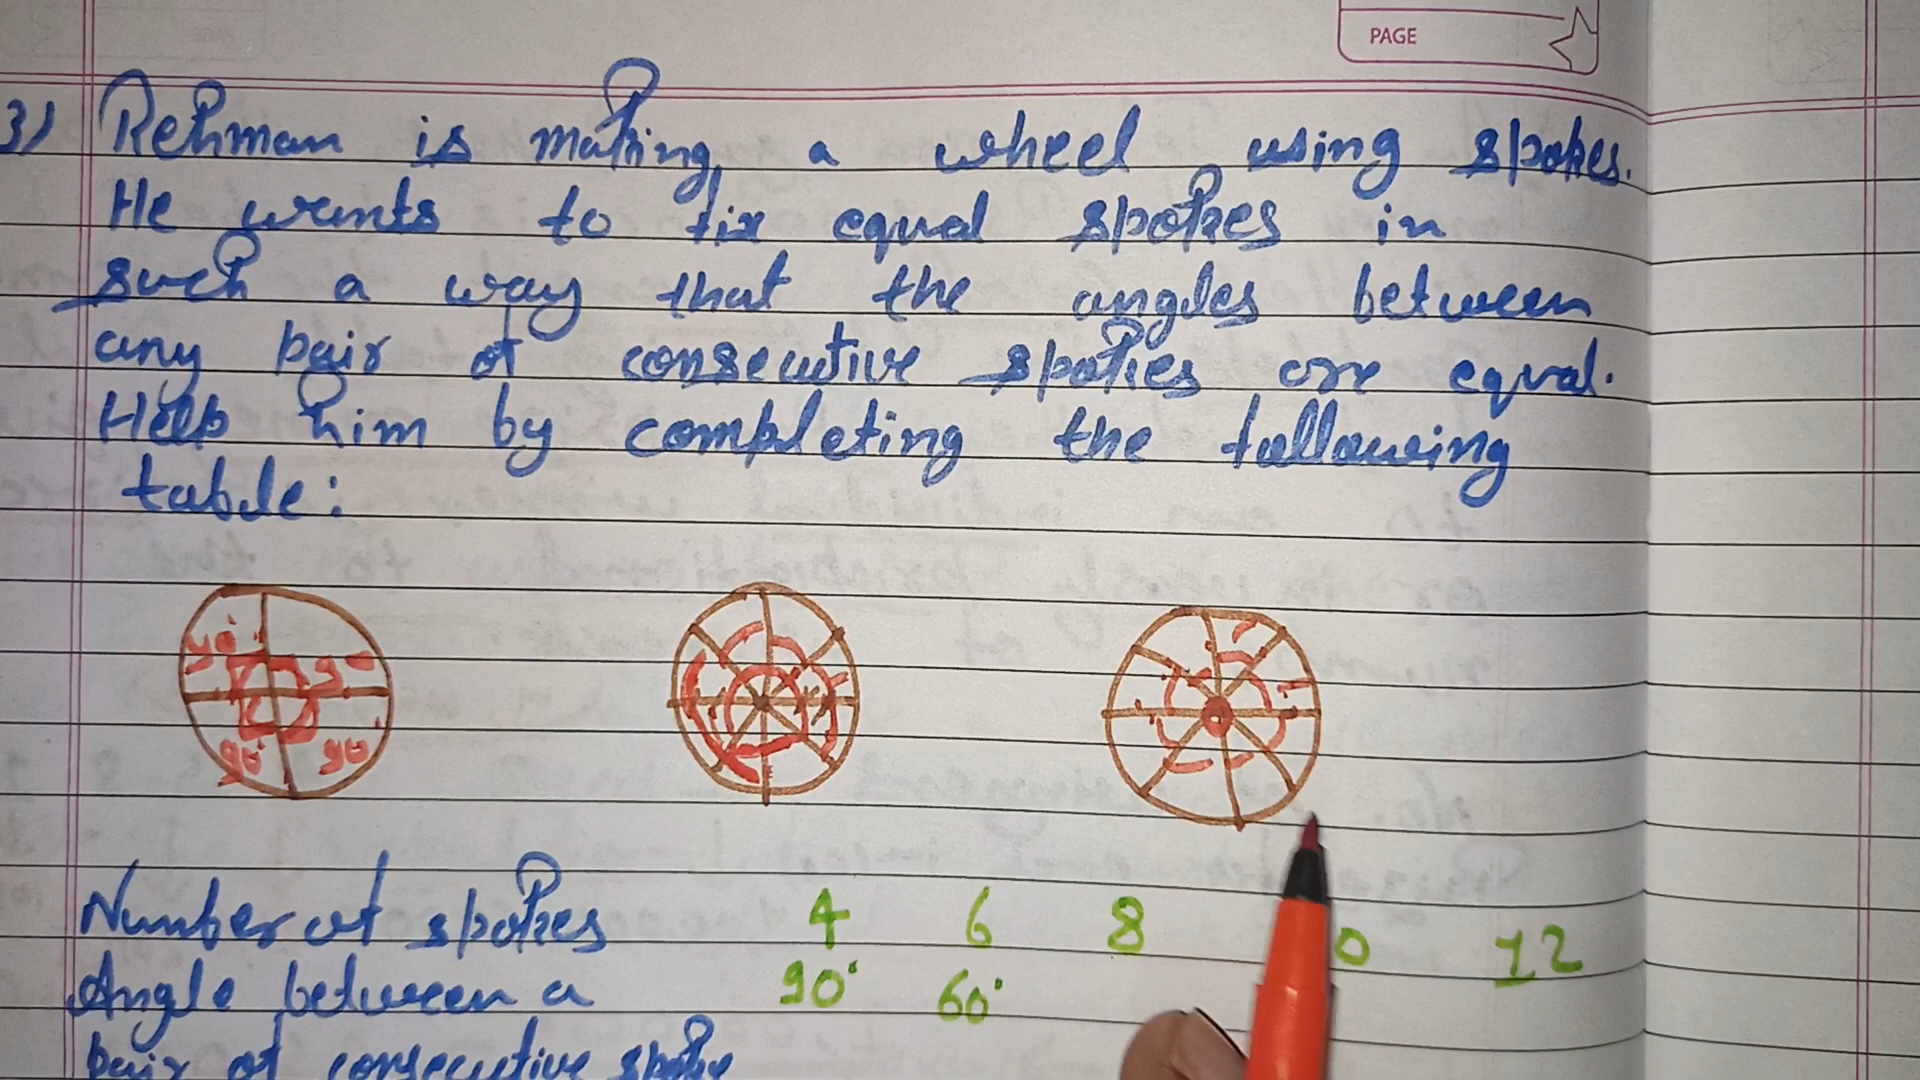 PAGE
3) Rehman is making a wheel using spokes.
He wants to fix equal spokes in
such a way that the angles between
any pair of consecutive spokes are equal.
Help him by completing the following
table:
90° 90
90° 90
Number of spokes 4 6 8 0 12
Angle between a 90° 60°
pair of consecutive spoke